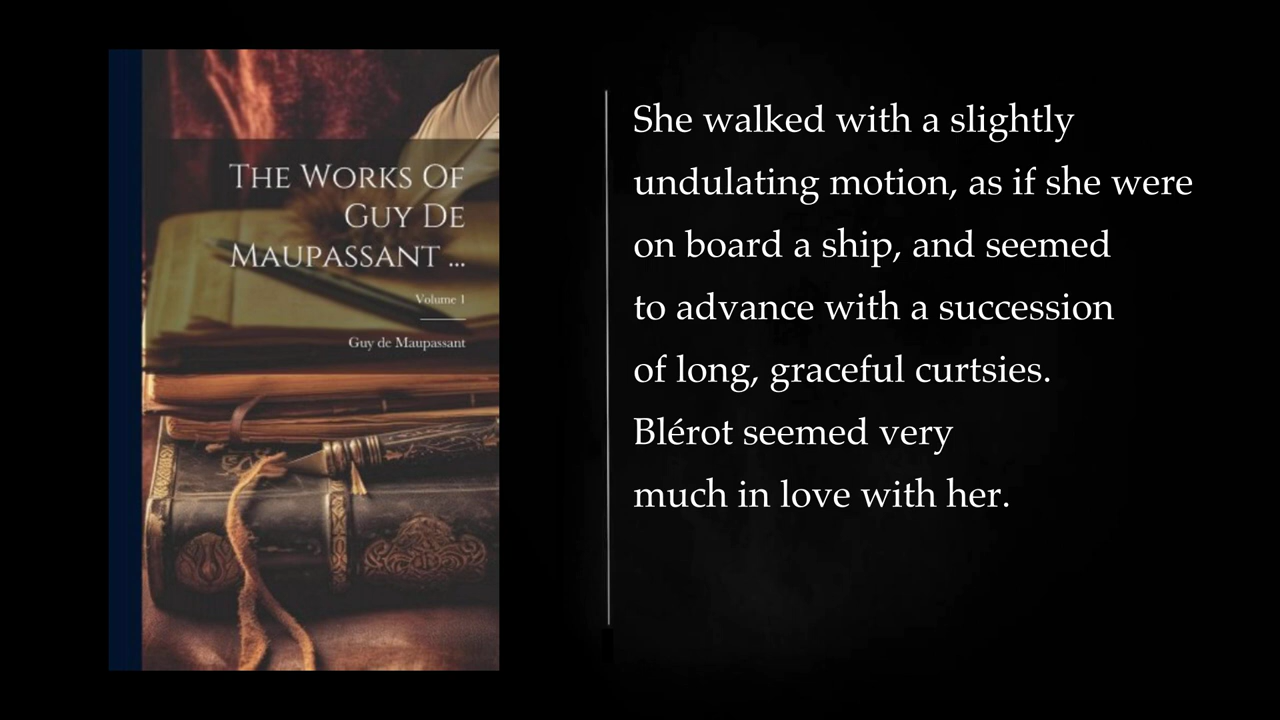 THE WORKS OF
GUY DE
MAUPASSANT ...
Volume 1
Guy de Maupassant
She walked with a slightly
undulating motion, as if she were
on board a ship, and seemed
to advance with a succession
of long, graceful curtsies.
Blérot seemed very
much in love with her.